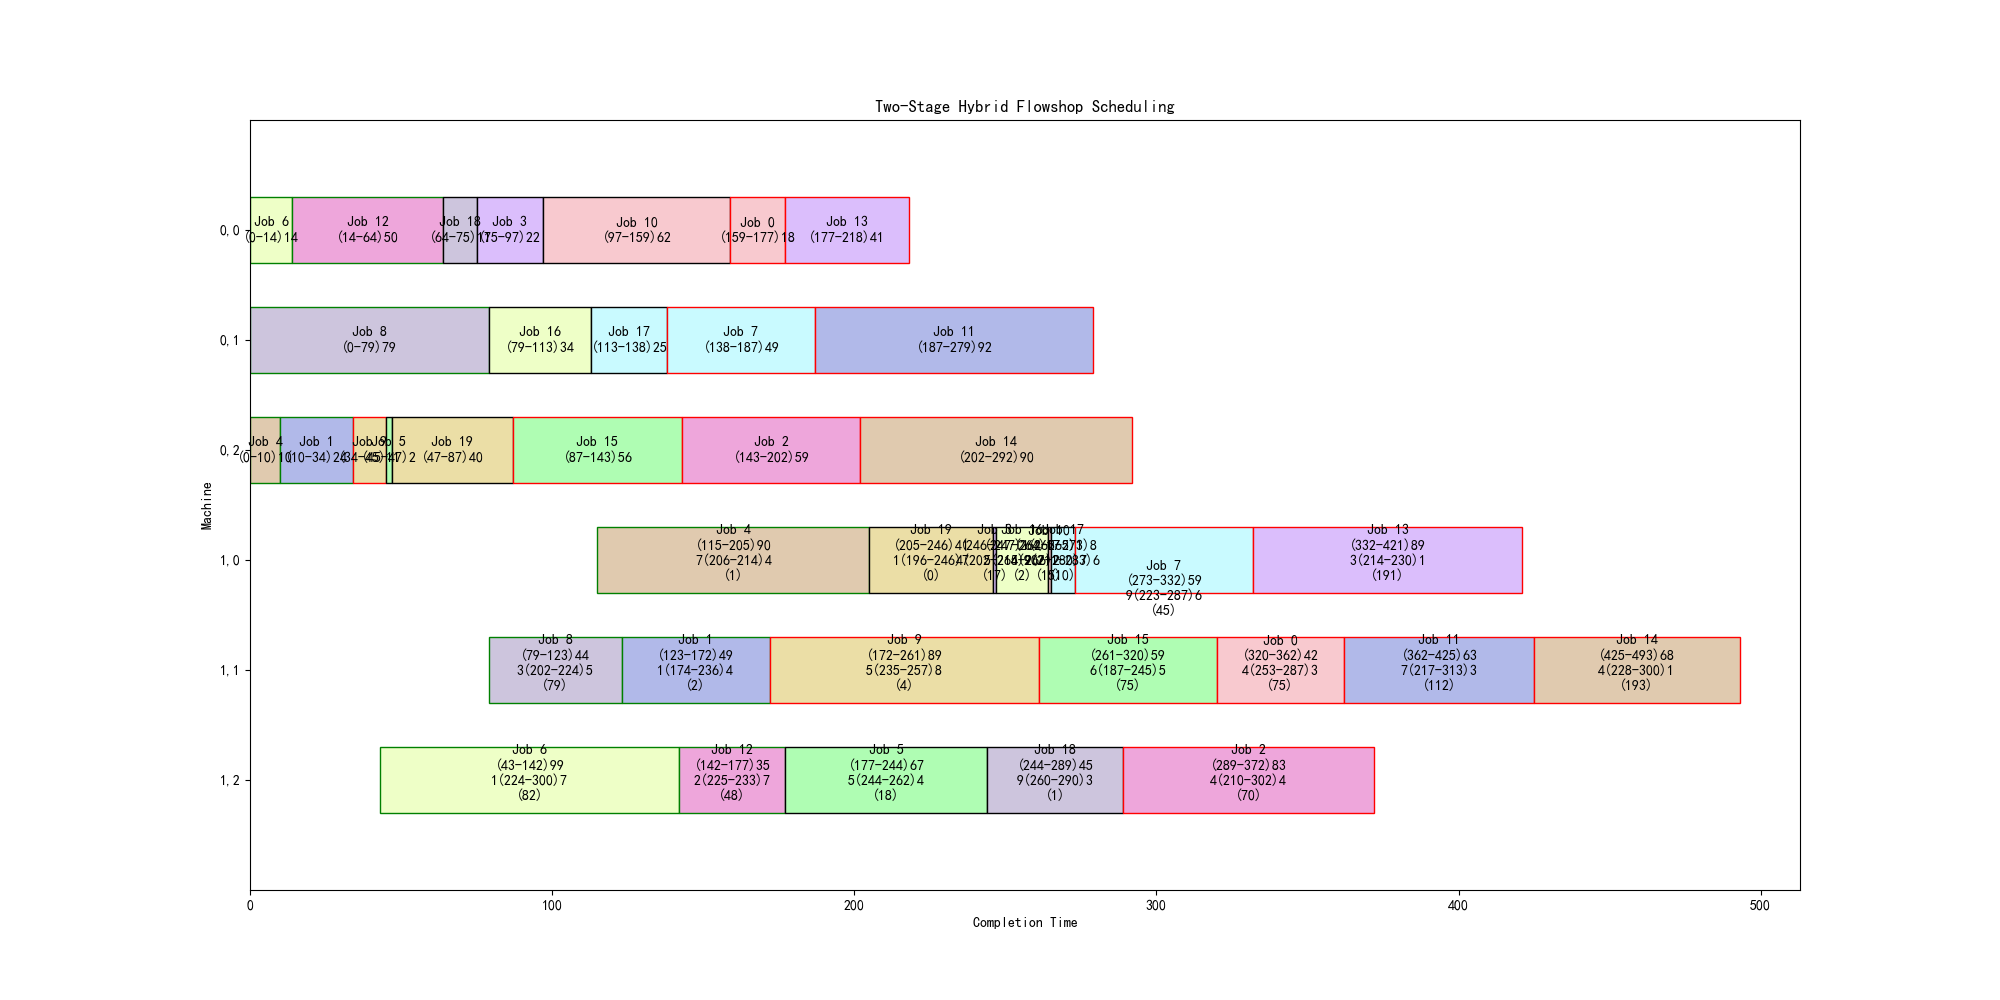 Two-Stage Hybrid Flowshop Scheduling
Machine
0,0
Job 6
(0-14)14
Job 12
(14-64)50
Job 18
(64-75)11
Job 3
(75-97)22
Job 10
(97-159)62
Job 0
(159-177)18
Job 13
(177-218)41
0,1
Job 8
(0-79)79
Job 16
(79-113)34
Job 17
(113-138)25
Job 7
(138-187)49
Job 11
(187-279)92
0,2
Job 4
(0-10)10
Job 1
(10-34)24
Job 9
(34-45)11
Job 5
(45-47)2
Job 19
(47-87)40
Job 15
(87-143)56
Job 2
(143-202)59
Job 14
(202-292)90
1,0
Job 4
(115-205)90
7(206-214)4
(1)
Job 19
(205-246)41
1(196-246)7
(0)
(17)
(2)
Job 17
Job 7
(273-332)59
9(223-287)6
(45)
Job 13
(332-421)89
3(214-230)1
(191)
1,1
Job 8
(79-123)44
3(202-224)5
(79)
Job 1
(123-172)49
1(174-236)4
(2)
Job 9
(172-261)89
5(235-257)8
(4)
Job 15
(261-320)59
6(187-245)5
(75)
Job 0
(320-362)42
4(253-287)3
(75)
Job 11
(362-425)63
7(217-313)3
(112)
Job 14
(425-493)68
4(228-300)1
(193)
1,2
Job 6
(43-142)99
1(224-300)7
(82)
Job 12
(142-177)35
2(225-233)7
(48)
Job 5
(177-244)67
5(244-262)4
(18)
Job 18
(244-289)45
9(260-290)3
(1)
Job 2
(289-372)83
4(210-302)4
(70)
0
100
200
300
400
500
Completion Time